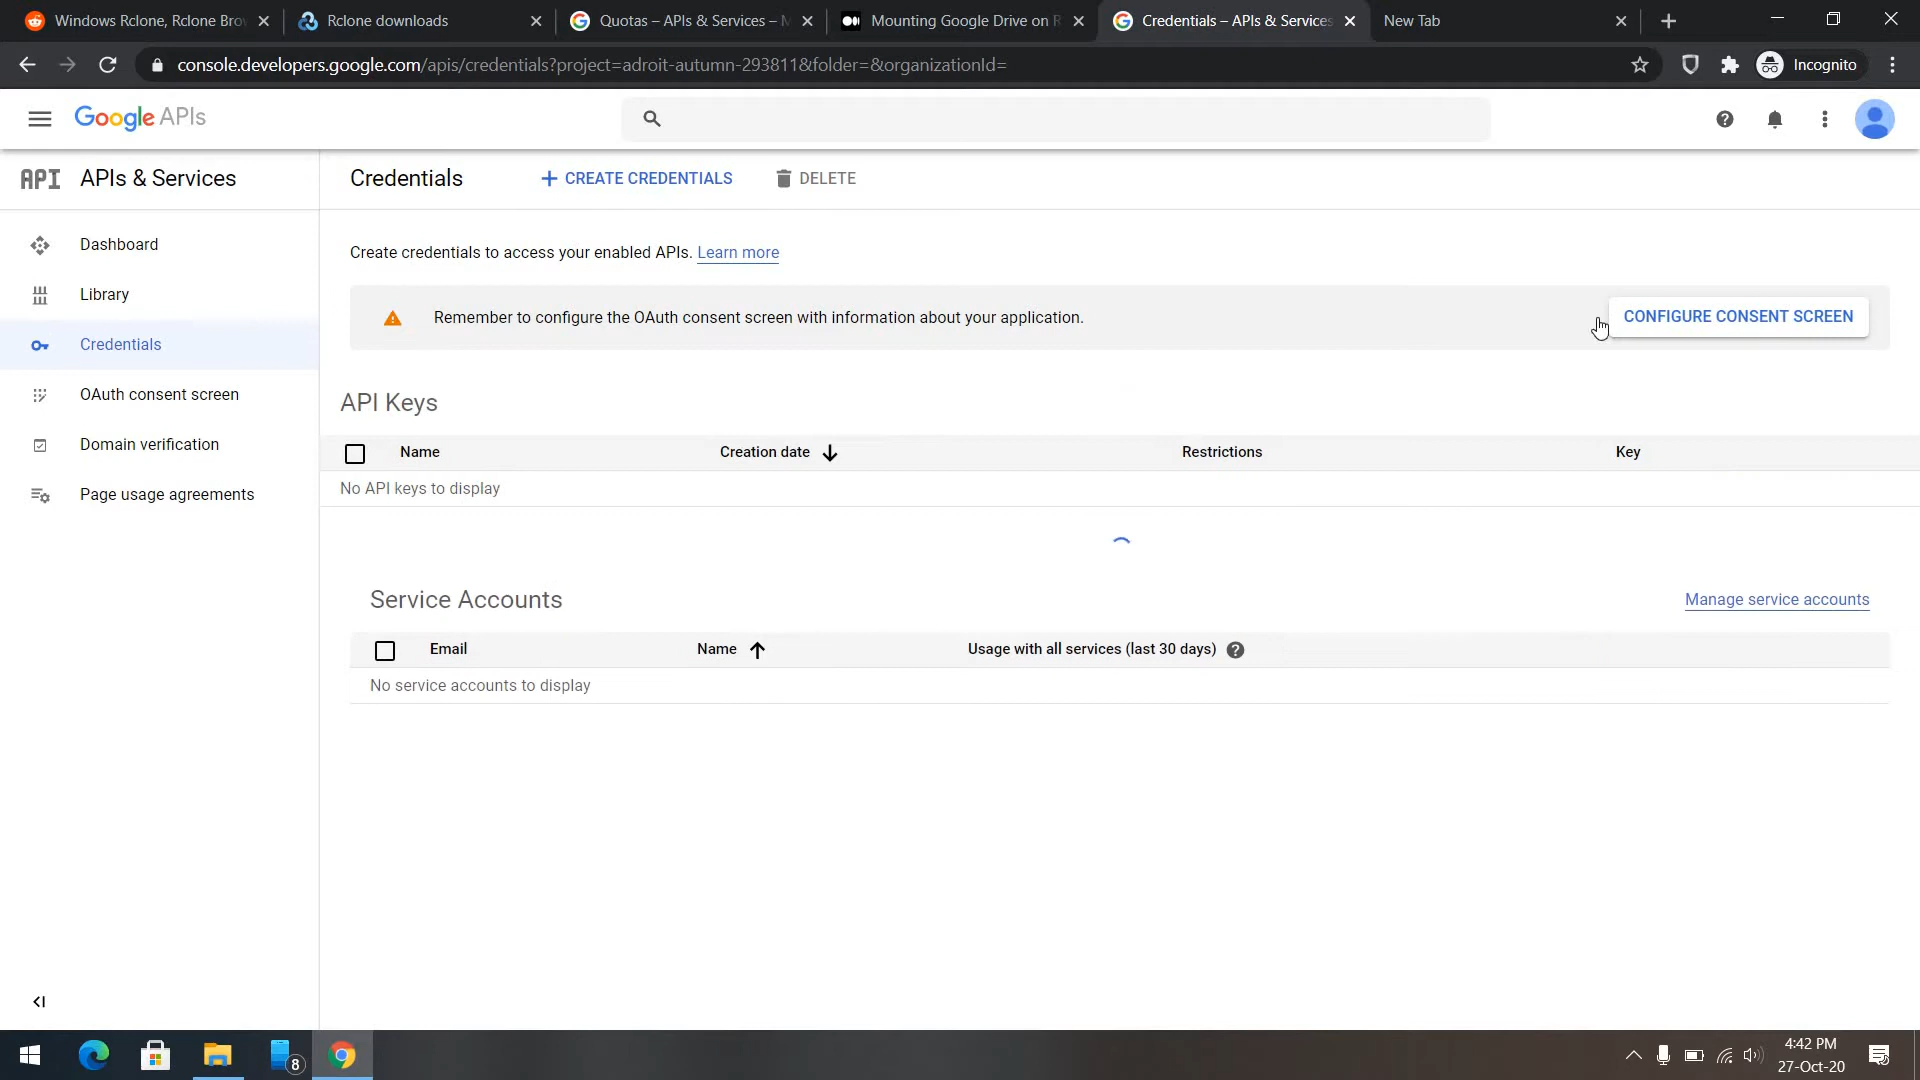 Windows Rclone, Rclone Brow
Rclone downloads
Quotas – APIs & Services – M
Mounting Google Drive on R
Credentials – APIs & Services
New Tab
console.developers.google.com/apis/credentials?project=adroit-autumn-293811&folder=&organizationId=
Incognito
Google APIs
API APIs & Services
Credentials
CREATE CREDENTIALS
DELETE
Dashboard
Library
Credentials
OAuth consent screen
Domain verification
Page usage agreements
Create credentials to access your enabled APIs. Learn more
Remember to configure the OAuth consent screen with information about your application.
CONFIGURE CONSENT SCREEN
API Keys
Name
Creation date
Restrictions
Key
No API keys to display
Service Accounts
Manage service accounts
Email
Name
Usage with all services (last 30 days)
No service accounts to display
8
4:42 PM
27-Oct-20